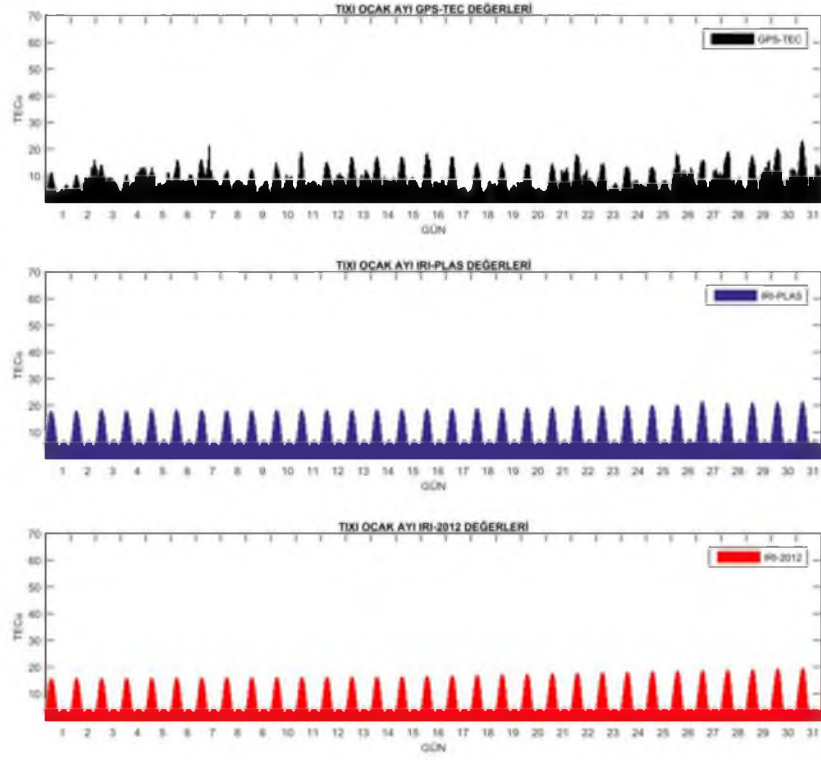 TIXI OCAK AYI GPS-TEC DEĞERLERİ
70
60
50
40
30
20
10
TECu
GPS-TEC
1 2 3 4 5 6 7 8 9 10 11 12 13 14 15 16 17 18 19 20 21 22 23 24 25 26 27 28 29 30 31
GÜN
TIXI OCAK AYI IRI-PLAS DEĞERLERİ
70
60
50
40
30
20
10
TECu
IRI-PLAS
1 2 3 4 5 6 7 8 9 10 11 12 13 14 15 16 17 18 19 20 21 22 23 24 25 26 27 28 29 30 31
GÜN
TIXI OCAK AYI IRI-2012 DEĞERLERİ
70
60
50
40
30
20
10
TECu
IRI-2012
1 2 3 4 5 6 7 8 9 10 11 12 13 14 15 16 17 18 19 20 21 22 23 24 25 26 27 28 29 30 31
GÜN